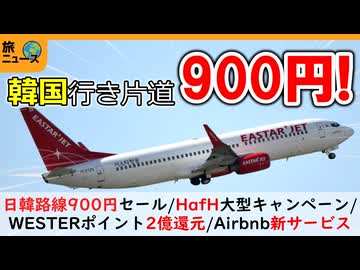 旅
ニュース
韓国行き片道900円!
EASTAR JET
EASTAR JET
日韓路線900円セール/HafH大型キャンペーン/
WESTERポイント2億還元/Airbnb新サービス